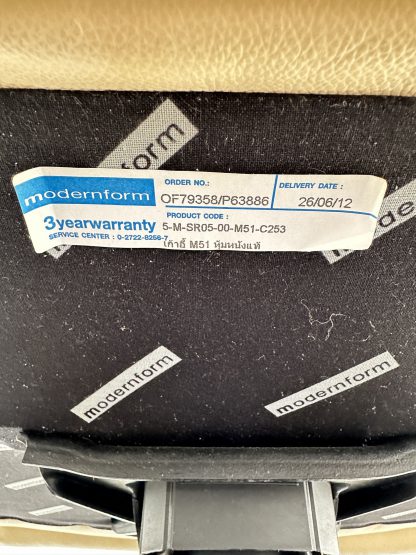 modernform
modernform
ORDER NO.:
OF79358/P63886
DELIVERY DATE :
26/06/12
3yearwarranty
SERVICE CENTER : 0-2722-8256-7
PRODUCT CODE :
5-M-SR05-00-M51-C253
เก้าอี้ M51 หุ้มหนังแท้
modernform
modernform